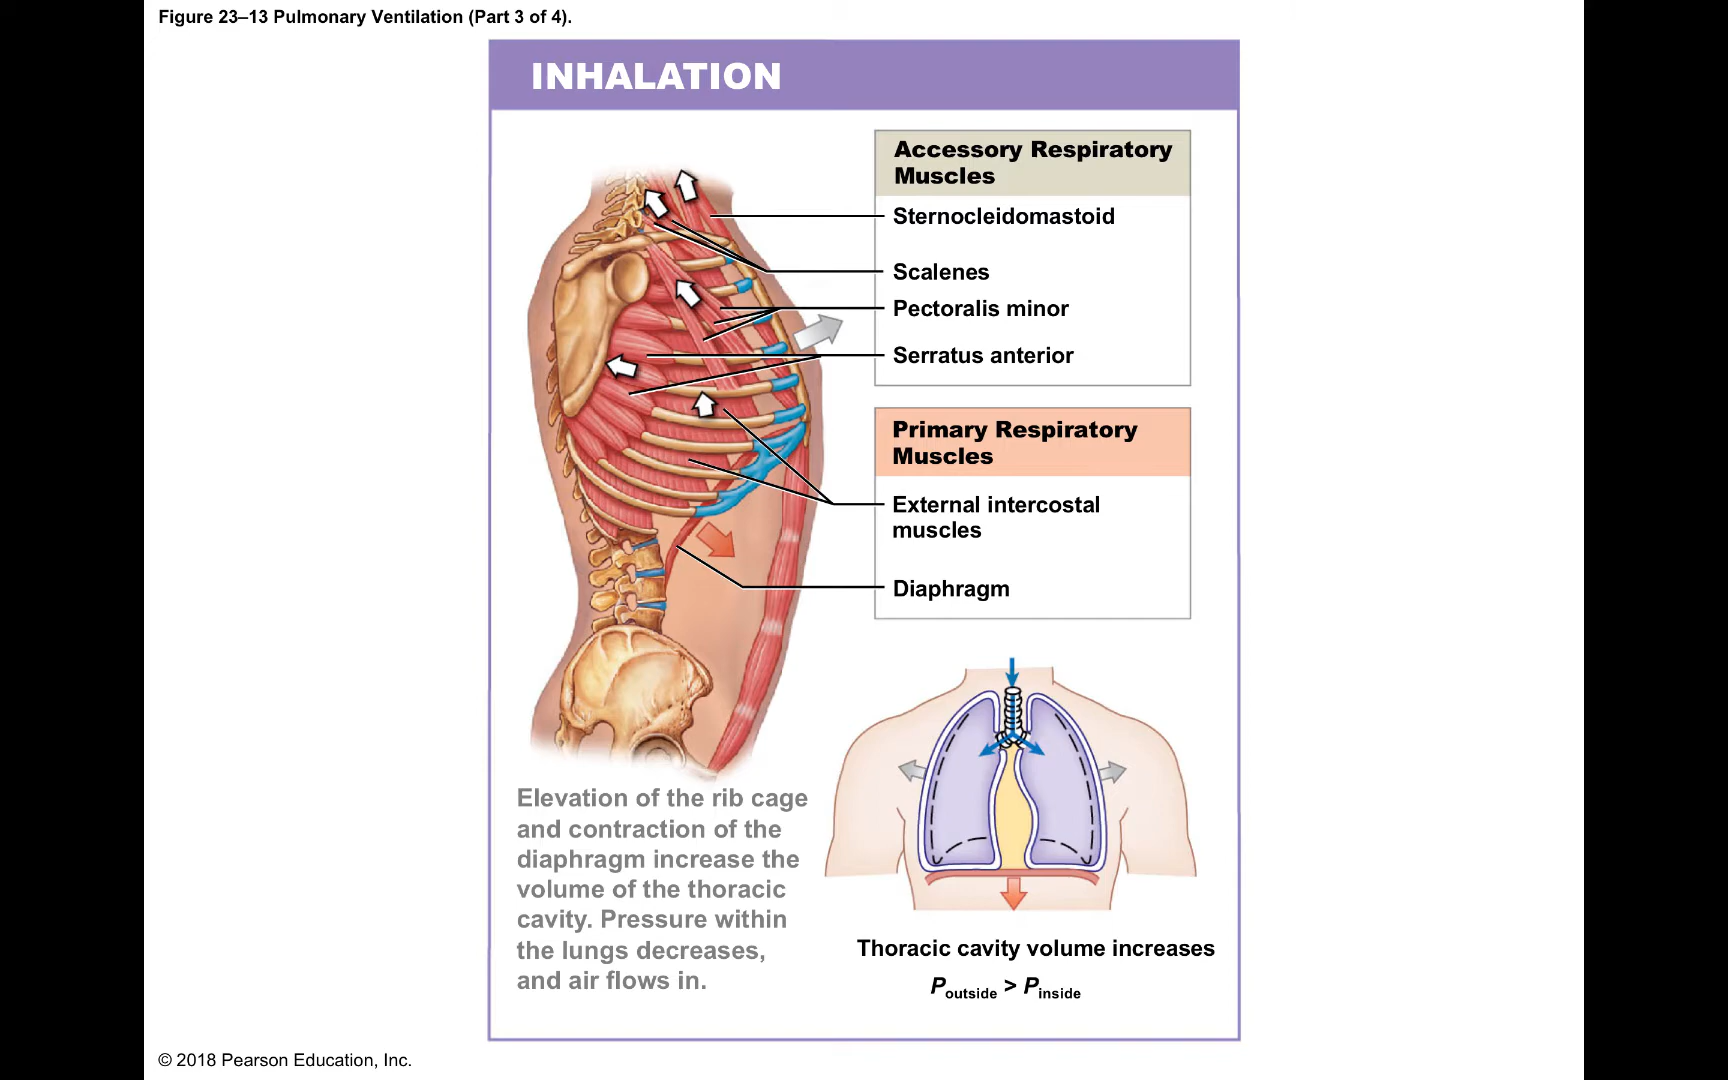 Figure 23–13 Pulmonary Ventilation (Part 3 of 4).
INHALATION
Accessory Respiratory
Muscles
Sternocleidomastoid
Scalenes
Pectoralis minor
Serratus anterior
Primary Respiratory
Muscles
External intercostal
muscles
Diaphragm
Elevation of the rib cage
and contraction of the
diaphragm increase the
volume of the thoracic
cavity. Pressure within
the lungs decreases,
and air flows in.
Thoracic cavity volume increases
Poutside > Pinside
© 2018 Pearson Education, Inc.